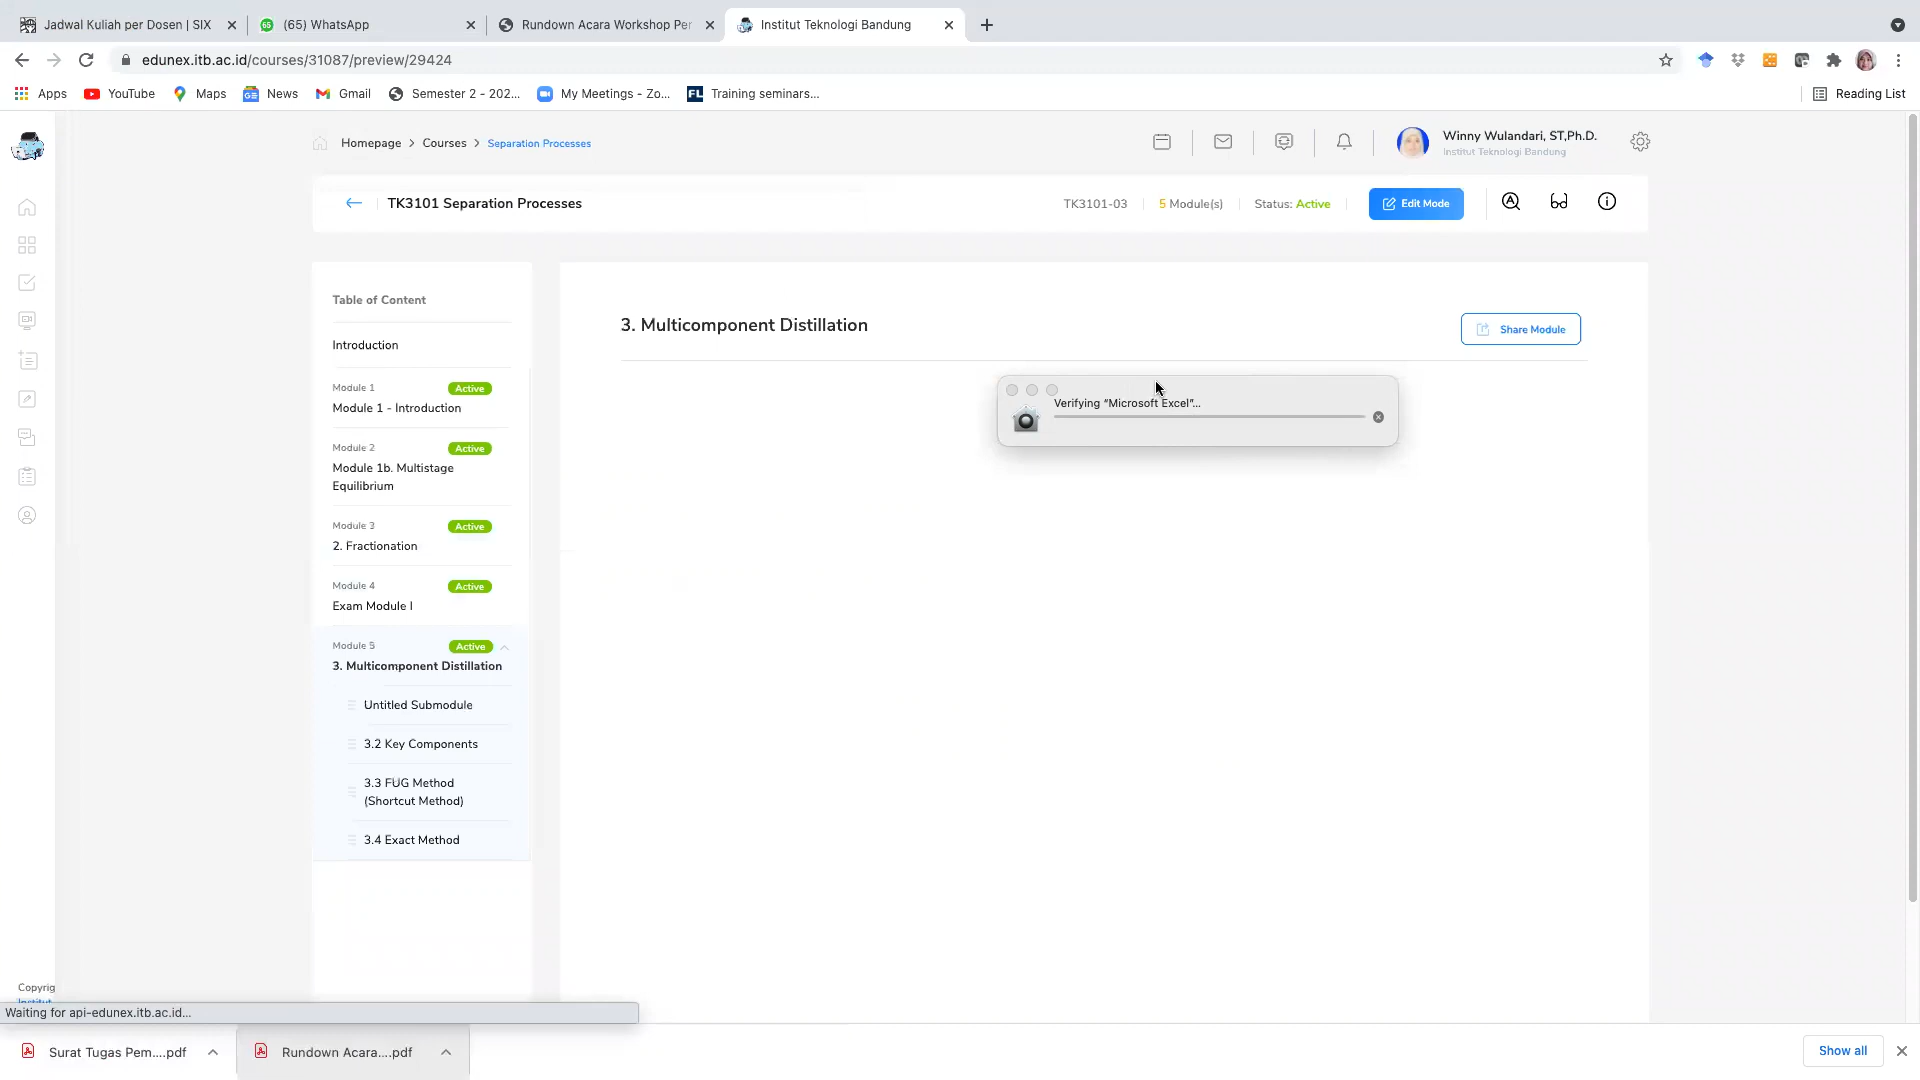 Jadwal Kuliah per Dosen | SIX
(65) WhatsApp
Rundown Acara Workshop Per
Institut Teknologi Bandung
edunex.itb.ac.id/courses/31087/preview/29424
Apps
YouTube
Maps
News
Gmail
Semester 2 - 202...
My Meetings - Zo...
FL
Training seminars...
Reading List
Homepage > Courses > Separation Processes
Winny Wulandari, ST,Ph.D.
Institut Teknologi Bandung
TK3101 Separation Processes
TK3101-03
5 Module(s)
Status: Active
Edit Mode
Table of Content
Introduction
Module 1
Active
Module 1 - Introduction
Module 2
Active
Module 1b. Multistage
Equilibrium
Module 3
Active
2. Fractionation
Module 4
Active
Exam Module I
Module 5
Active
3. Multicomponent Distillation
Untitled Submodule
3.2 Key Components
3.3 FUG Method
(Shortcut Method)
3.4 Exact Method
3. Multicomponent Distillation
Share Module
Verifying “Microsoft Excel”...
Copyrig
Institut
Waiting for api-edunex.itb.ac.id...
Surat Tugas Pem....pdf
Rundown Acara....pdf
Show all